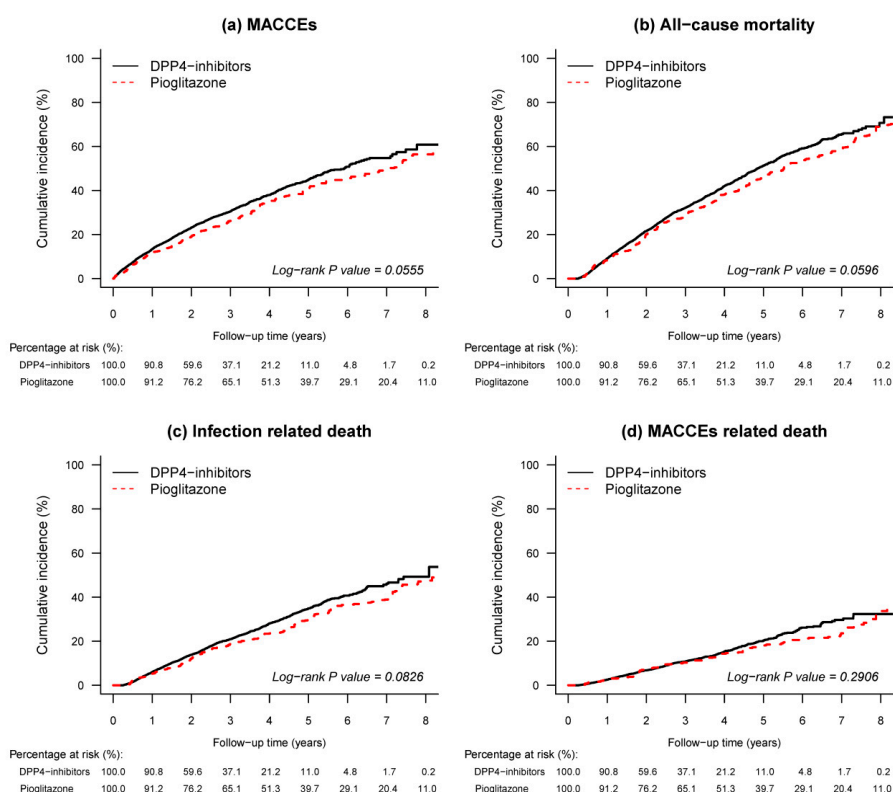 (a) MACCEs
DPP4−inhibitors
Pioglitazone
Cumulative incidence (%)
100
80
60
40
20
0
Log−rank P value = 0.0555
0 1 2 3 4 5 6 7 8
Follow−up time (years)
Percentage at risk (%):
DPP4−inhibitors 100.0 90.8 59.6 37.1 21.2 11.0 4.8 1.7 0.2
Pioglitazone 100.0 91.2 76.2 65.1 51.3 39.7 29.1 20.4 11.0
(b) All−cause mortality
DPP4−inhibitors
Pioglitazone
Cumulative incidence (%)
100
80
60
40
20
0
Log−rank P value = 0.0596
0 1 2 3 4 5 6 7 8
Follow−up time (years)
Percentage at risk (%):
DPP4−inhibitors 100.0 90.8 59.6 37.1 21.2 11.0 4.8 1.7 0.2
Pioglitazone 100.0 91.2 76.2 65.1 51.3 39.7 29.1 20.4 11.0
(c) Infection related death
DPP4−inhibitors
Pioglitazone
Cumulative incidence (%)
100
80
60
40
20
0
Log−rank P value = 0.0826
0 1 2 3 4 5 6 7 8
Follow−up time (years)
Percentage at risk (%):
DPP4−inhibitors 100.0 90.8 59.6 37.1 21.2 11.0 4.8 1.7 0.2
Pioglitazone 100.0 91.2 76.2 65.1 51.3 39.7 29.1 20.4 11.0
(d) MACCEs related death
DPP4−inhibitors
Pioglitazone
Cumulative incidence (%)
100
80
60
40
20
0
Log−rank P value = 0.2906
0 1 2 3 4 5 6 7 8
Follow−up time (years)
Percentage at risk (%):
DPP4−inhibitors 100.0 90.8 59.6 37.1 21.2 11.0 4.8 1.7 0.2
Pioglitazone 100.0 91.2 76.2 65.1 51.3 39.7 29.1 20.4 11.0